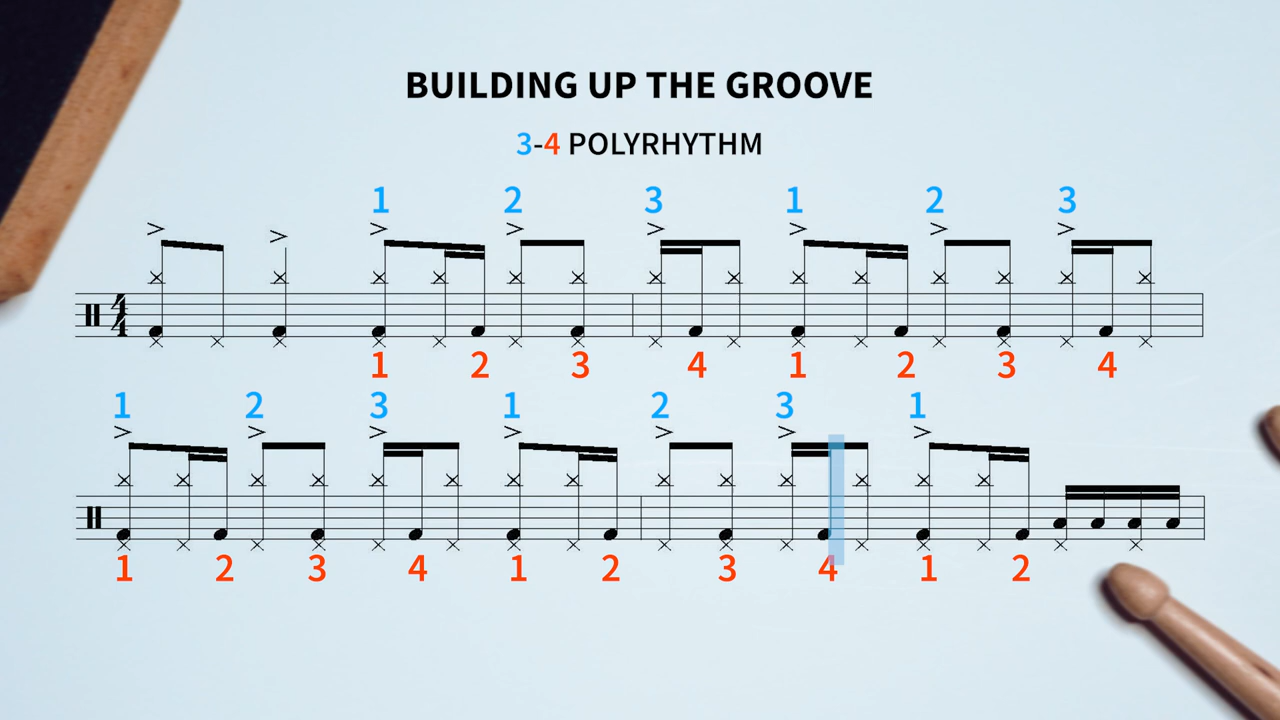 BUILDING UP THE GROOVE
3-4 POLYRHYTHM
1 2 3 1 2 3
4
4
1 2 3 4 1 2 3 4
1 2 3 1 2 3 1
1 2 3 4 1 2 3 4 1 2